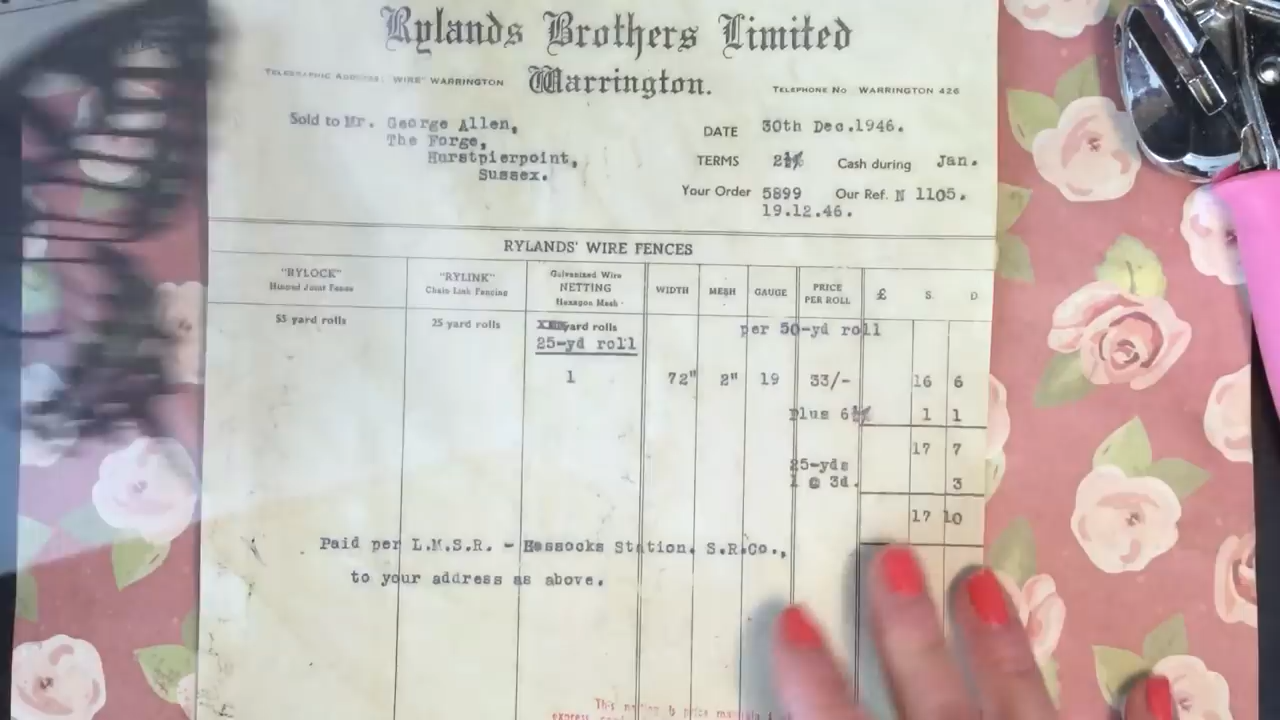 Rylands Brothers Limited
Warrington.
TELEGRAPHIC ADDRESS: "WIRE" WARRINGTON
TELEPHONE No WARRINGTON 426
Sold to Mr. George Allen,
The Forge,
Hurstpierpoint,
Sussex.
DATE 30th Dec.1946.
TERMS 2½% Cash during Jan.
Your Order 5899 Our Ref. N 1105.
19.12.46.
RYLANDS' WIRE FENCES
"RYLOCK" Hinged Joint Fence
"RYLINK" Chain Link Fencing
Galvanized Wire NETTING Hexagon Mesh
WIDTH MESH GAUGE PRICE PER ROLL £ S. D.
55 yard rolls 25 yard rolls yard rolls per 50-yd roll
25-yd roll
1 72" 2" 19 33/- 16 6
plus 6½% 1 1
17 7
25-yds
1 @ 3d. 3
17 10
Paid per L.M.S.R. - Hassocks Station, S.R.Co.,
to your address as above.
This